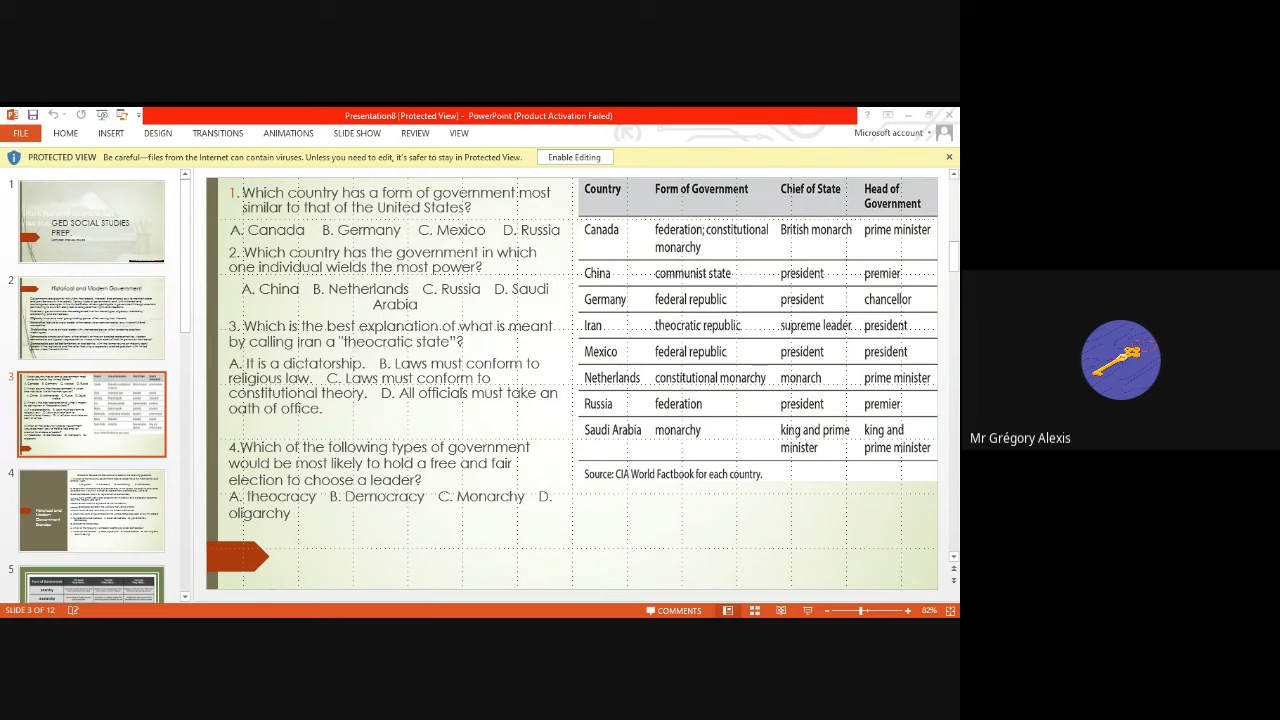 Presentation8 [Protected View] - PowerPoint (Product Activation Failed)
FILE HOME INSERT DESIGN TRANSITIONS ANIMATIONS SLIDE SHOW REVIEW VIEW Microsoft account
PROTECTED VIEW Be careful—files from the Internet can contain viruses. Unless you need to edit, it's safer to stay in Protected View. Enable Editing
1
GED SOCIAL STUDIES
PREP.
2
Historical and Modern Government
3
4
Historical and
Modern
Government
Exercises
5
1. Which country has a form of government most
similar to that of the United States?
A. Canada B. Germany C. Mexico D. Russia
2. Which country has the government in which
one individual wields the most power?
A. China B. Netherlands C. Russia D. Saudi
Arabia
3. Which is the best explanation of what is meant
by calling iran a "theocratic state"?
A. It is a dictatorship. B. Laws must conform to
religious law. C. Laws must conform to
constitutional theory. D. All officials must take an
oath of office.
4.Which of the following types of government
would be most likely to hold a free and fair
election to choose a leader?
A. Theocracy B. Democracy C. Monarchy D.
oligarchy
Country Form of Government Chief of State Head of
Government
Canada federation; constitutional British monarch prime minister
monarchy
China communist state president premier
Germany federal republic president chancellor
Iran theocratic republic supreme leader president
Mexico federal republic president president
Netherlands constitutional monarchy monarch prime minister
Russia federation president premier
Saudi Arabia monarchy king and prime king and
minister prime minister
Source: CIA World Factbook for each country.
SLIDE 3 OF 12 COMMENTS 82%
Mr Grégory Alexis